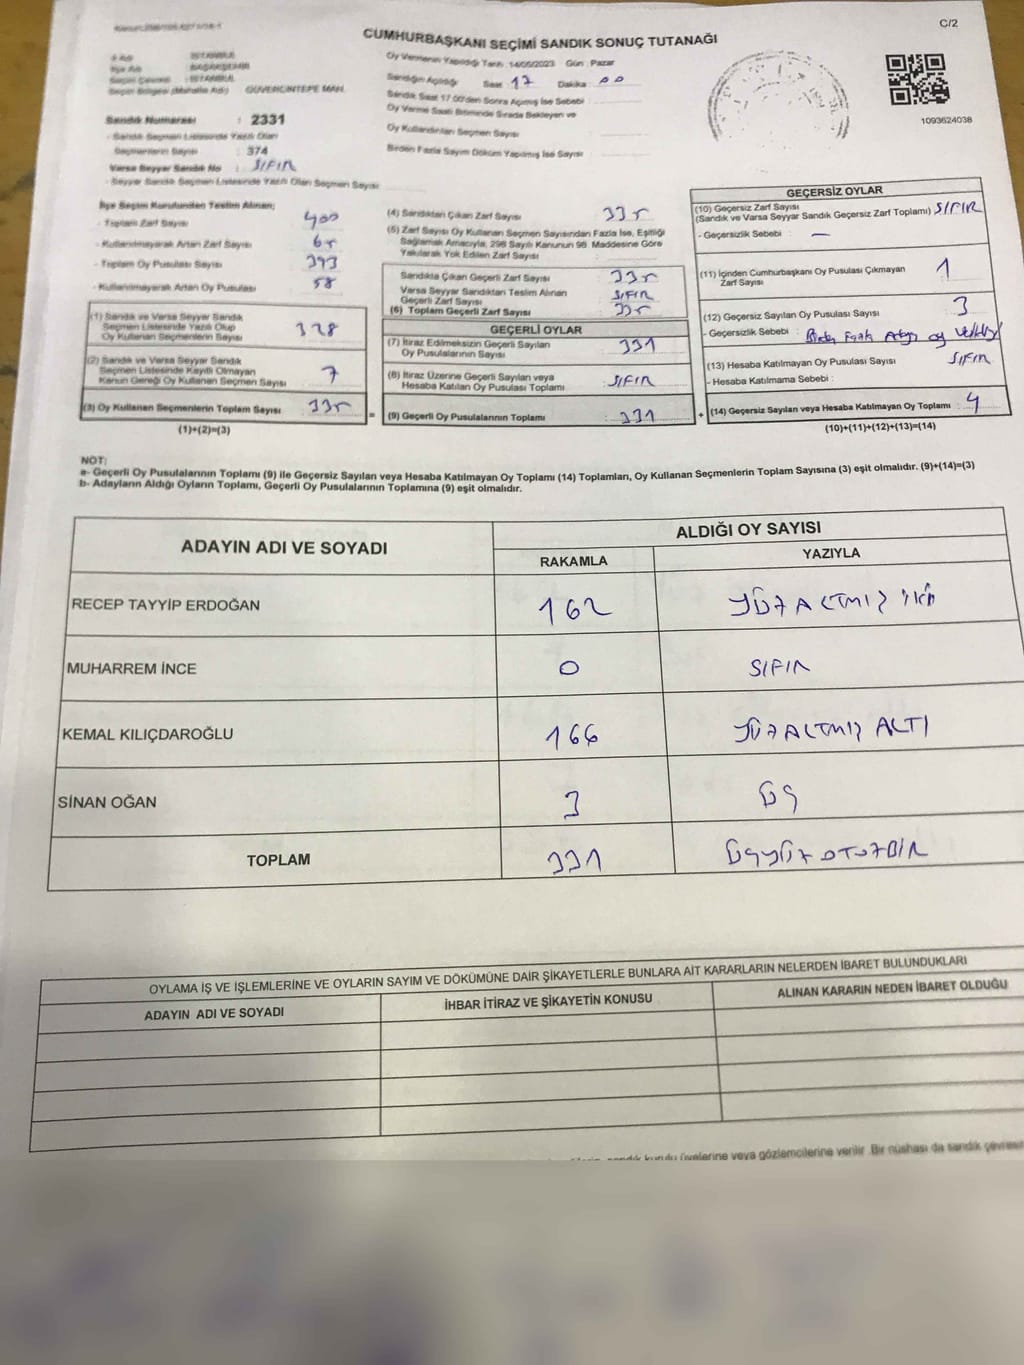 C/2
CUMHURBAŞKANI SEÇİMİ SANDIK SONUÇ TUTANAĞI
İl Adı : İSTANBUL
İlçe Adı : BAŞAKŞEHİR
Seçim Çevresi : İSTANBUL
Seçim Bölgesi (Mahalle Adı) : GÜVERCİNTEPE MAH.
Sandık Numarası : 2331
- Sandık Seçmen Listesinde Yazılı Olan
Seçmenlerin Sayısı : 374
Varsa Seyyar Sandık No : SIFIR
- Seyyar Sandık Seçmen Listesinde Yazılı Olan Seçmen Sayısı :
Oy Vermenin Yapıldığı Tarih : 14/05/2023 Gün : Pazar
Sandığın Açıldığı Saat : 17 Dakika : 00
Sandık Saat 17.00'den Sonra Açılmış İse Sebebi :
Oy Verme Saati Bitiminde Sırada Bekleyen ve
Oy Kullandırılan Seçmen Sayısı :
Birden Fazla Sayım Döküm Yapılmış İse Sayısı :
1093624038
İlçe Seçim Kurulundan Teslim Alınan;
- Toplam Zarf Sayısı : 400
- Kullanılmayarak Artan Zarf Sayısı : 65
- Toplam Oy Pusulası Sayısı : 393
- Kullanılmayarak Artan Oy Pusulası : 58
(1) Sandık ve Varsa Seyyar Sandık
Seçmen Listesinde Yazılı Olup
Oy Kullanan Seçmenlerin Sayısı : 328
(2) Sandık ve Varsa Seyyar Sandık
Seçmen Listesinde Kayıtlı Olmayan
Kanun Gereği Oy Kullanan Seçmen Sayısı : 7
(3) Oy Kullanan Seçmenlerin Toplam Sayısı : 335
(1)+(2)=(3)
(4) Sandıktan Çıkan Zarf Sayısı : 335
(5) Zarf Sayısı Oy Kullanan Seçmen Sayısından Fazla İse, Eşitliği
Sağlamak Amacıyla, 298 Sayılı Kanunun 98. Maddesine Göre
Yakılarak Yok Edilen Zarf Sayısı :
Sandıkta Çıkan Geçerli Zarf Sayısı : 335
Varsa Seyyar Sandıktan Teslim Alınan
Geçerli Zarf Sayısı : SIFIR
(6) Toplam Geçerli Zarf Sayısı : 335
GEÇERLİ OYLAR
(7) İtiraz Edilmeksizin Geçerli Sayılan
Oy Pusulalarının Sayısı : 331
(8) İtiraz Üzerine Geçerli Sayılan veya
Hesaba Katılan Oy Pusulası Toplamı : SIFIR
= (9) Geçerli Oy Pusulalarının Toplamı : 331
GEÇERSİZ OYLAR
(10) Geçersiz Zarf Sayısı
(Sandık ve Varsa Seyyar Sandık Geçersiz Zarf Toplamı) : SIFIR
- Geçersizlik Sebebi : —
(11) İçinden Cumhurbaşkanı Oy Pusulası Çıkmayan
Zarf Sayısı : 1
(12) Geçersiz Sayılan Oy Pusulası Sayısı : 3
- Geçersizlik Sebebi : Birden Fazla Adaya oy
(13) Hesaba Katılmayan Oy Pusulası Sayısı : SIFIR
- Hesaba Katılmama Sebebi :
+ (14) Geçersiz Sayılan veya Hesaba Katılmayan Oy Toplamı : 4
(10)+(11)+(12)+(13)=(14)
NOT:
a- Geçerli Oy Pusulalarının Toplamı (9) ile Geçersiz Sayılan veya Hesaba Katılmayan Oy Toplamı (14) Toplamları, Oy Kullanan Seçmenlerin Toplam Sayısına (3) eşit olmalıdır. (9)+(14)=(3)
b- Adayların Aldığı Oyların Toplamı, Geçerli Oy Pusulalarının Toplamına (9) eşit olmalıdır.
ADAYIN ADI VE SOYADI ALDIĞI OY SAYISI
RAKAMLA YAZIYLA
RECEP TAYYİP ERDOĞAN 162 YÜZALTMIŞ iki
MUHARREM İNCE 0 SIFIR
KEMAL KILIÇDAROĞLU 166 YÜZALTMIŞ ALTI
SİNAN OĞAN 3 ÜÇ
TOPLAM 331 ÜÇYÜZ OTUZBİR
OYLAMA İŞ VE İŞLEMLERİNE VE OYLARIN SAYIM VE DÖKÜMÜNE DAİR ŞİKAYETLERLE BUNLARA AİT KARARLARIN NELERDEN İBARET BULUNDUKLARI
ADAYIN ADI VE SOYADI İHBAR İTİRAZ VE ŞİKAYETİN KONUSU ALINAN KARARIN NEDEN İBARET OLDUĞU
sandık kurulu üyelerine veya gözlemcilerine verilir. Bir nüshası da sandık